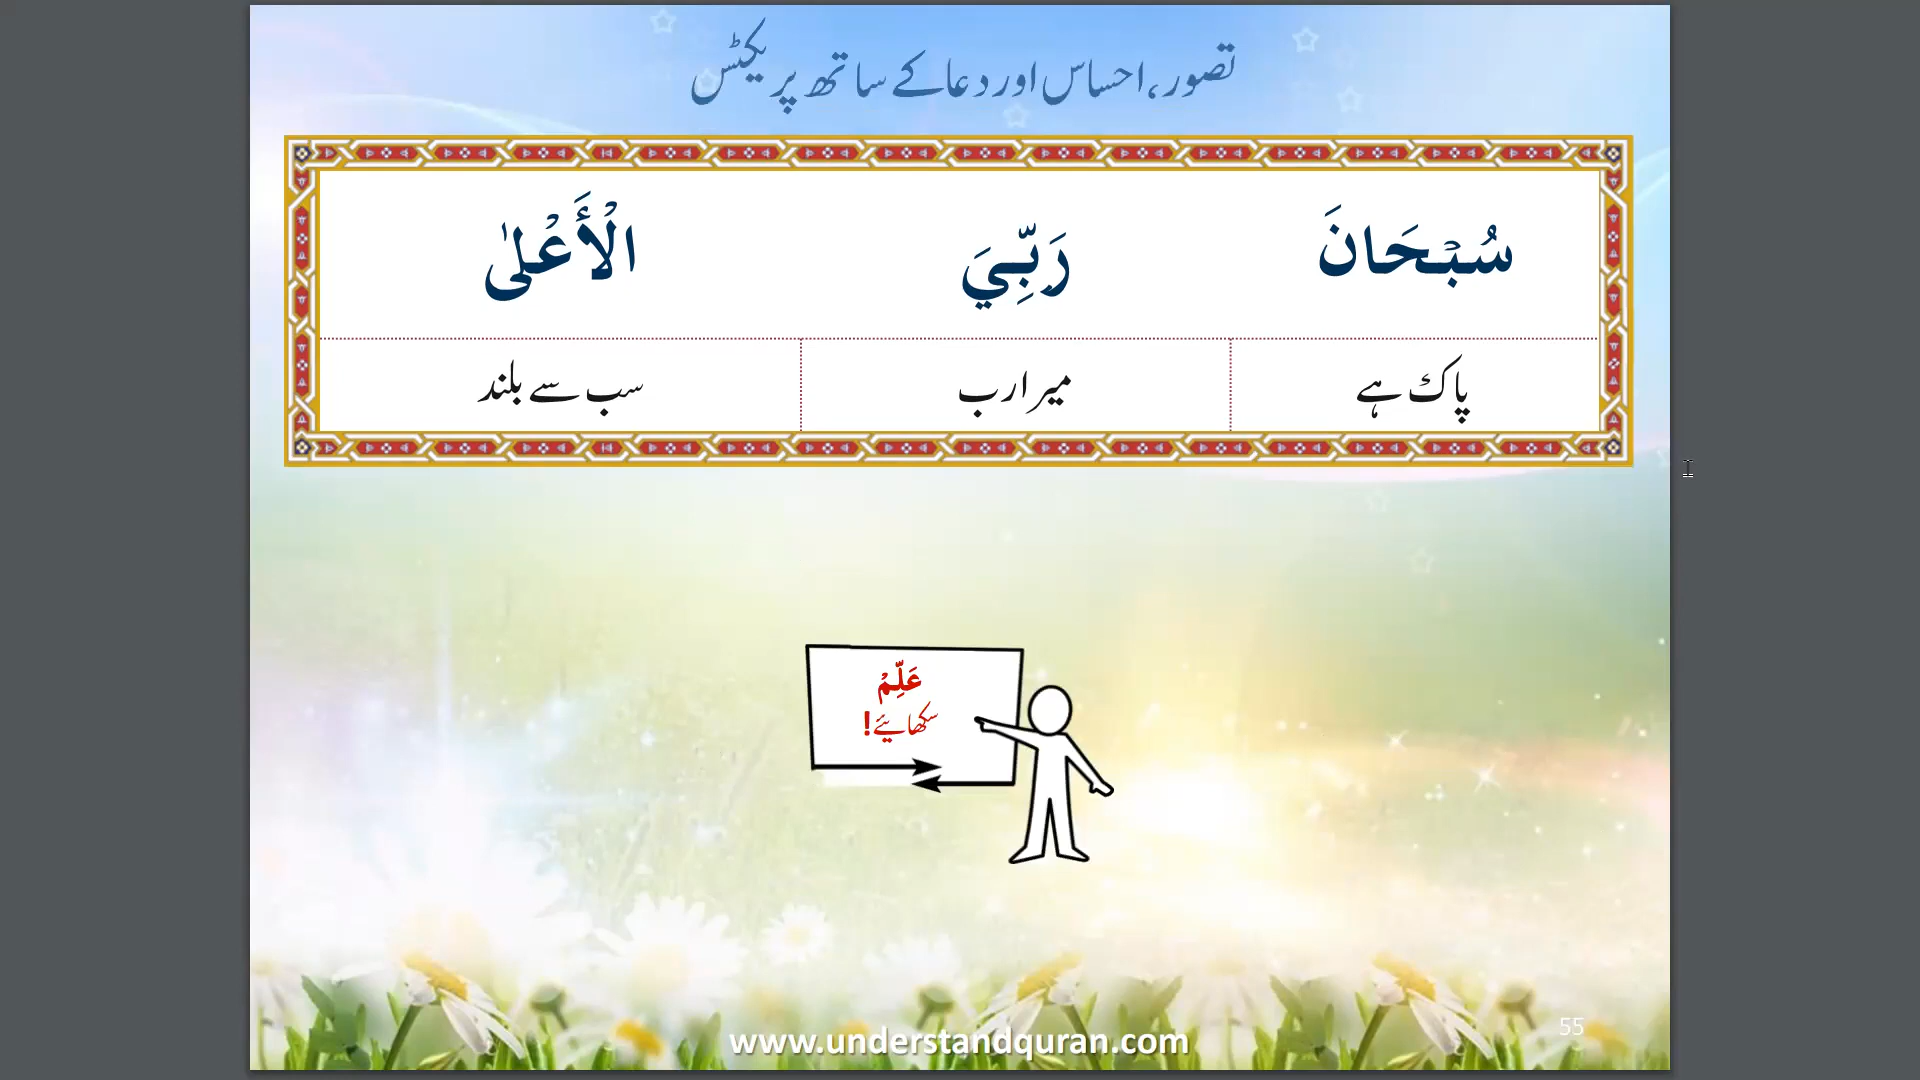 تصور، احساس اور دعا کے ساتھ پریکٹس
سُبْحَانَ رَبِّيَ الْأَعْلىٰ
پاک ہے میرا رب سب سے بلند
عَلِّمْ
سکھائیے!
www.understandquran.com
55